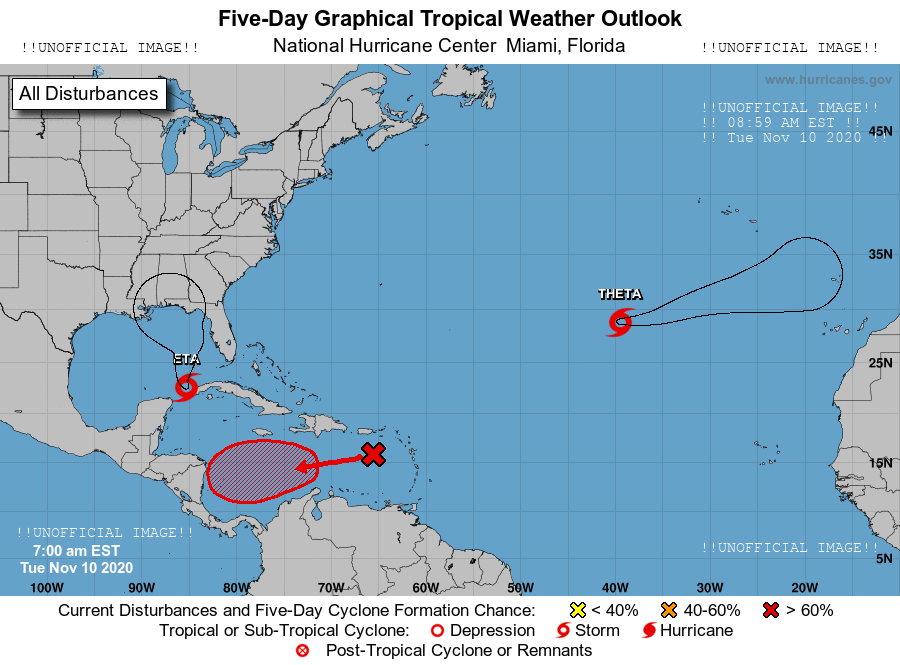 Five-Day Graphical Tropical Weather Outlook
!!UNOFFICIAL IMAGE!! National Hurricane Center Miami, Florida !!UNOFFICIAL IMAGE!!
www.hurricanes.gov
All Disturbances
!!UNOFFICIAL IMAGE!!
!! 08:59 AM EST !!
45N
!! Tue Nov 10 2020 !!
35N
THETA
ETA
25N
15N
!!UNOFFICIAL IMAGE!!
7:00 am EST
!!UNOFFICIAL IMAGE!!
5N
Tue Nov 10 2020
100W 90W 80W 70W 60W 50W 40W 30W 20W
Current Disturbances and Five-Day Cyclone Formation Chance: < 40% 40-60% > 60%
Tropical or Sub-Tropical Cyclone: Depression Storm Hurricane
Post-Tropical Cyclone or Remnants